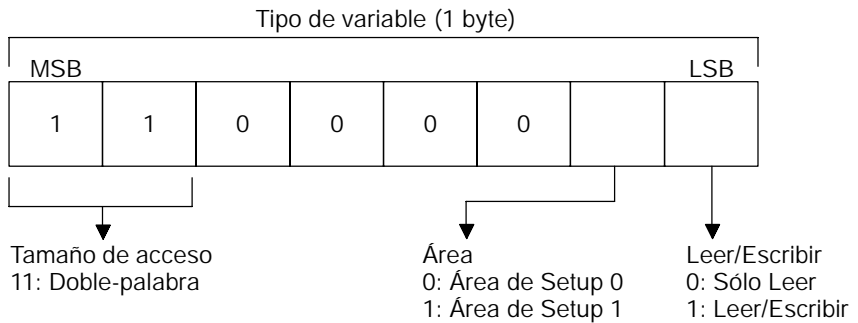 Tipo de variable (1 byte)
MSB LSB
1 1 0 0 0 0
Tamaño de acceso
11: Doble-palabra
Área
0: Área de Setup 0
1: Área de Setup 1
Leer/Escribir
0: Sólo Leer
1: Leer/Escribir